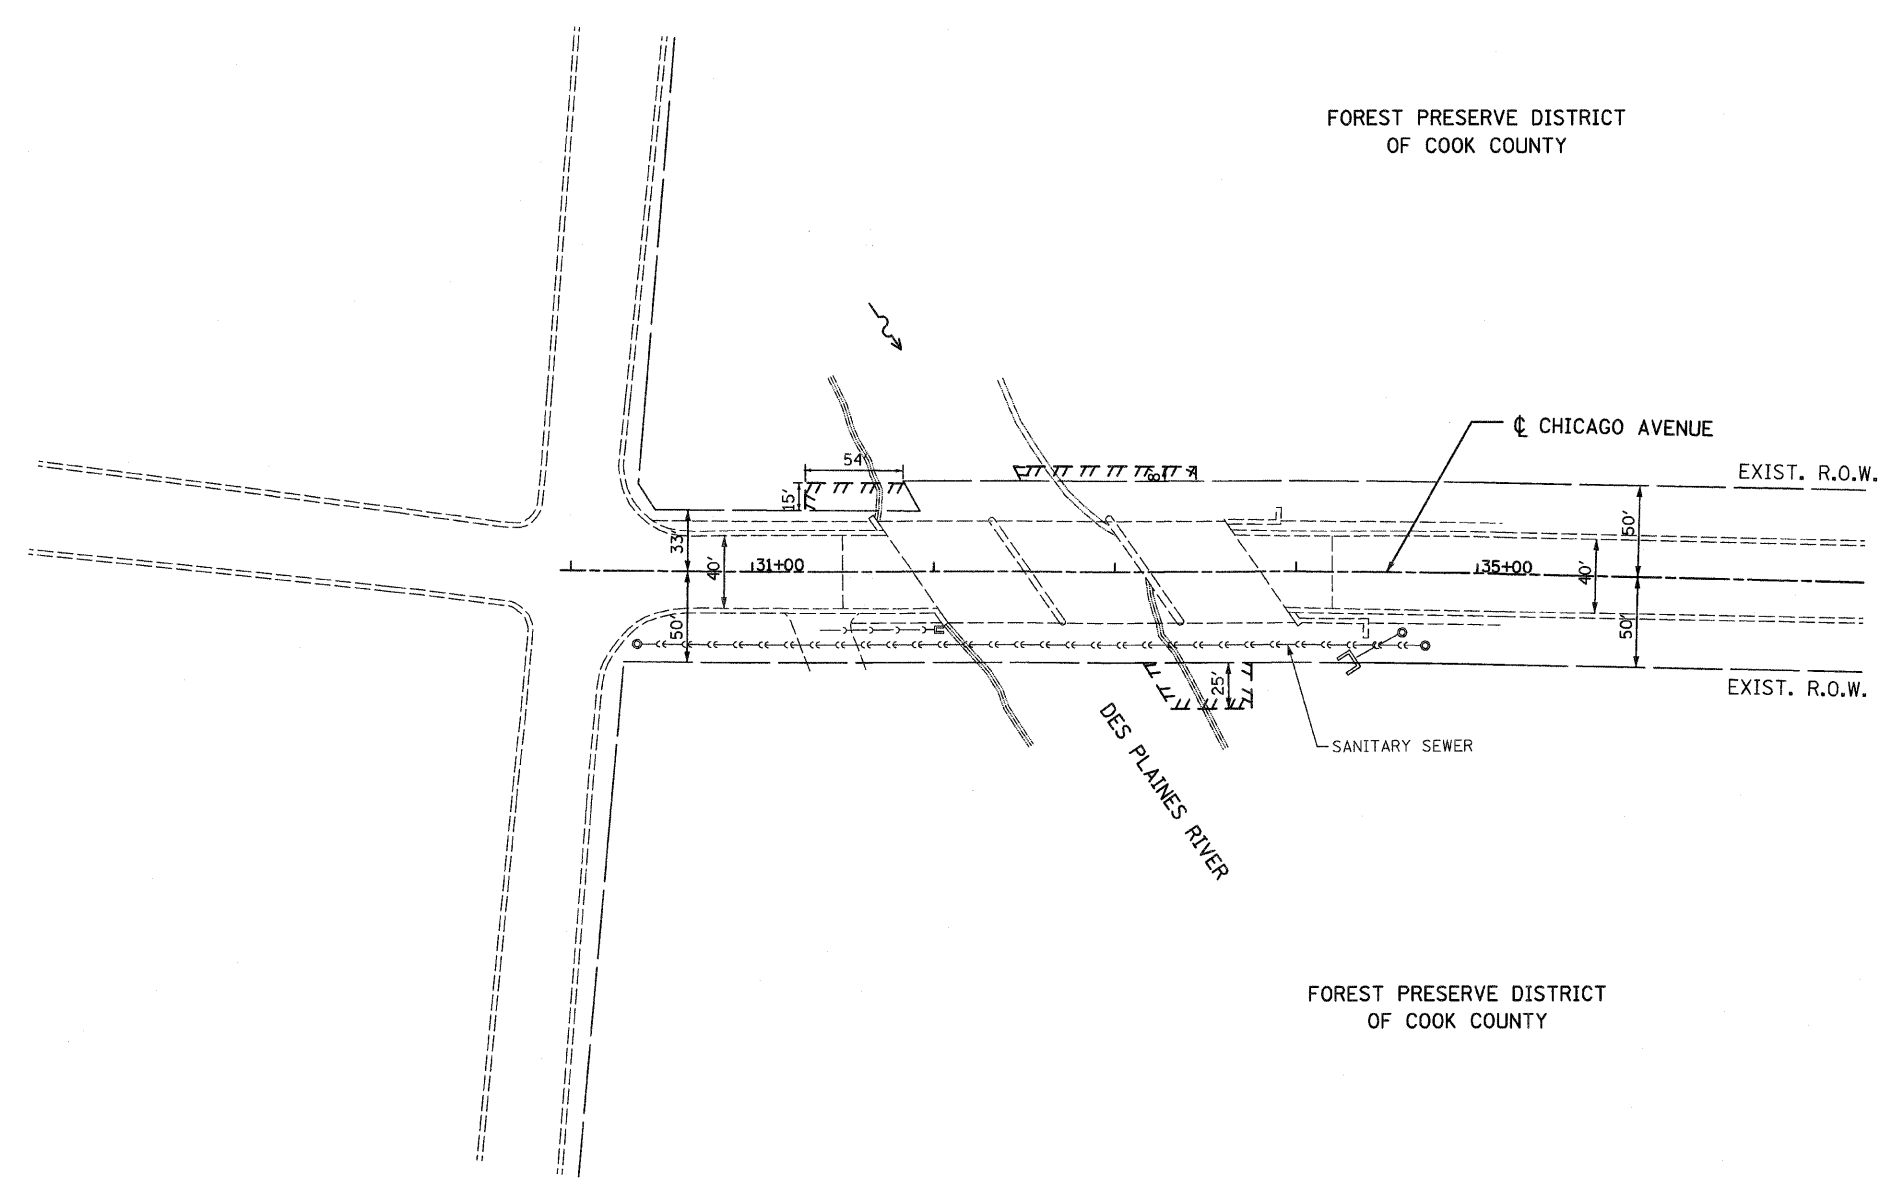 FOREST PRESERVE DISTRICT
OF COOK COUNTY
℄ CHICAGO AVENUE
54'
8'
EXIST. R.O.W.
15'
50'
33'
40'
31+00
35+00
40'
50'
50'
25'
EXIST. R.O.W.
DES PLAINES RIVER
SANITARY SEWER
FOREST PRESERVE DISTRICT
OF COOK COUNTY